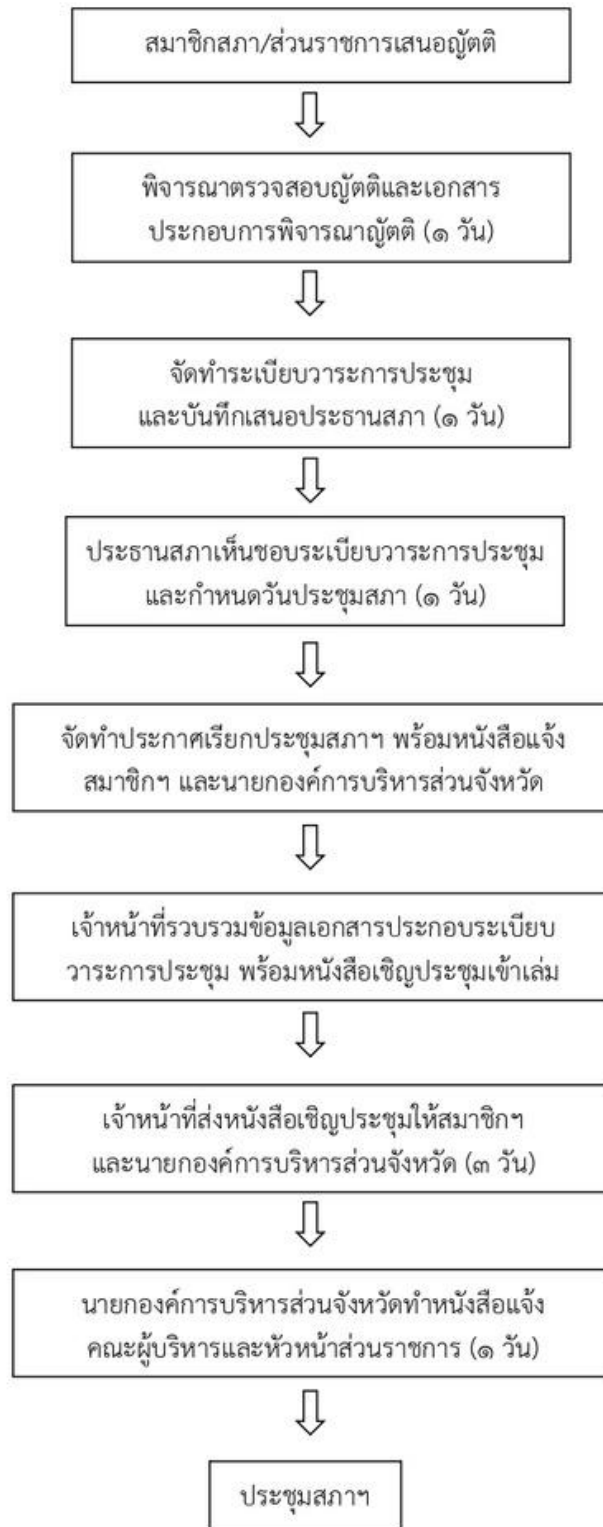 สมาชิกสภา/ส่วนราชการเสนอญัตติ
พิจารณาตรวจสอบญัตติและเอกสาร
ประกอบการพิจารณาญัตติ (๑ วัน)
จัดทำระเบียบวาระการประชุม
และบันทึกเสนอประธานสภา (๑ วัน)
ประธานสภาเห็นชอบระเบียบวาระการประชุม
และกำหนดวันประชุมสภา (๑ วัน)
จัดทำประกาศเรียกประชุมสภาฯ พร้อมหนังสือแจ้ง
สมาชิกฯ และนายกองค์การบริหารส่วนจังหวัด
เจ้าหน้าที่รวบรวมข้อมูลเอกสารประกอบระเบียบ
วาระการประชุม พร้อมหนังสือเชิญประชุมเข้าเล่ม
เจ้าหน้าที่ส่งหนังสือเชิญประชุมให้สมาชิกฯ
และนายกองค์การบริหารส่วนจังหวัด (๓ วัน)
นายกองค์การบริหารส่วนจังหวัดทำหนังสือแจ้ง
คณะผู้บริหารและหัวหน้าส่วนราชการ (๑ วัน)
ประชุมสภาฯ